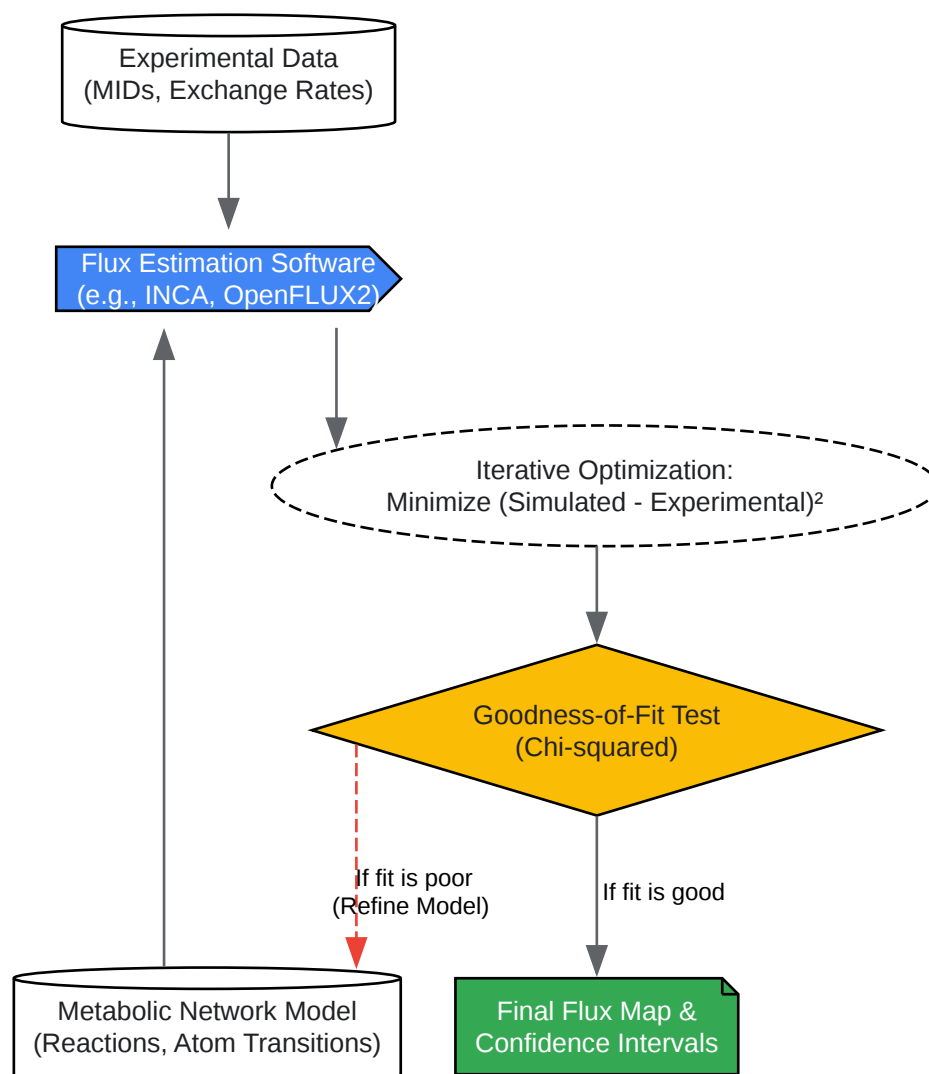 Experimental Data
(MIDs, Exchange Rates)
Flux Estimation Software
(e.g., INCA, OpenFLUX2)
Iterative Optimization:
Minimize (Simulated - Experimental)²
Goodness-of-Fit Test
(Chi-squared)
If fit is poor
(Refine Model)
If fit is good
Metabolic Network Model
(Reactions, Atom Transitions)
Final Flux Map &
Confidence Intervals